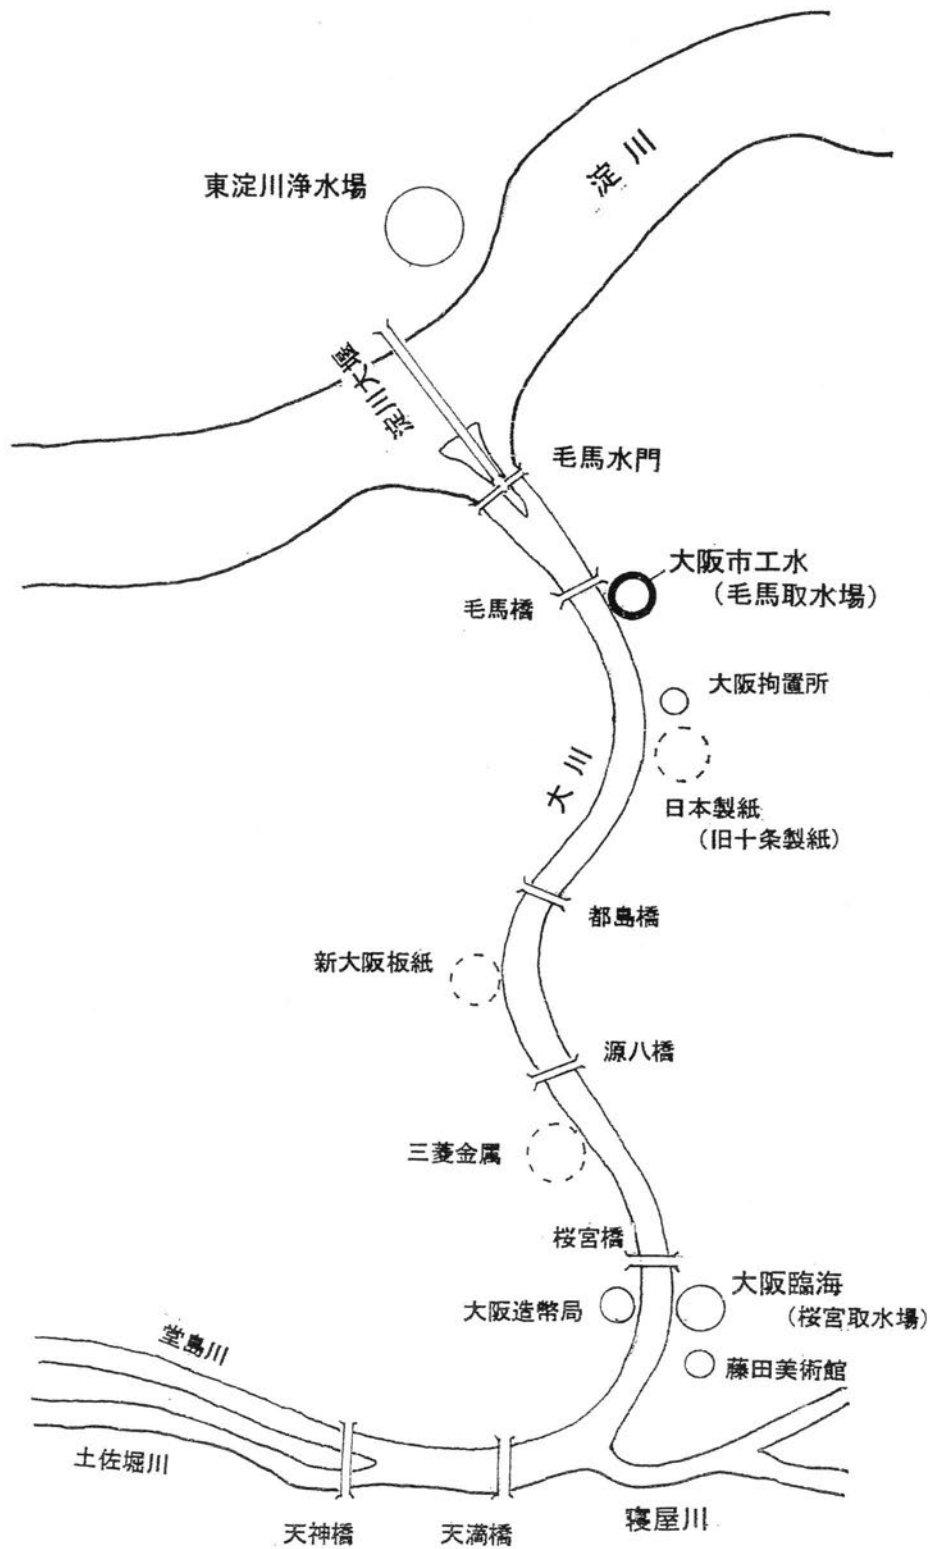 淀川
東淀川浄水場
淀川大堰
毛馬水門
大阪市工水
(毛馬取水場)
毛馬橋
大阪拘置所
大川
日本製紙
(旧十条製紙)
都島橋
新大阪板紙
源八橋
三菱金属
桜宮橋
大阪臨海
(桜宮取水場)
大阪造幣局
藤田美術館
堂島川
土佐堀川
寝屋川
天神橋
天満橋